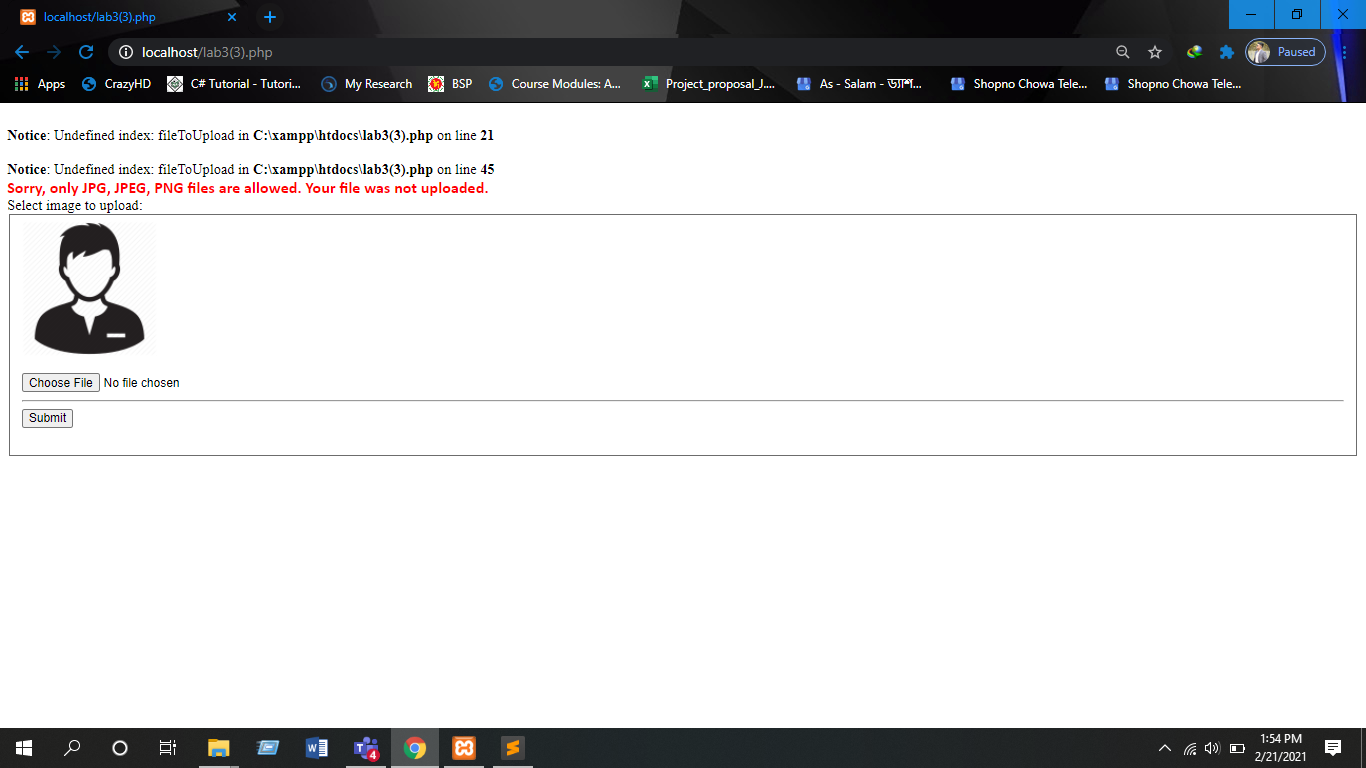 localhost/lab3(3).php
localhost/lab3(3).php
Paused
Apps
CrazyHD
C# Tutorial - Tutori...
My Research
BSP
Course Modules: A...
Project_proposal_J....
As - Salam - ড্যাশ...
Shopno Chowa Tele...
Shopno Chowa Tele...
Notice: Undefined index: fileToUpload in C:\xampp\htdocs\lab3(3).php on line 21
Notice: Undefined index: fileToUpload in C:\xampp\htdocs\lab3(3).php on line 45
Sorry, only JPG, JPEG, PNG files are allowed. Your file was not uploaded.
Select image to upload:
Choose File No file chosen
Submit
4
1:54 PM
2/21/2021